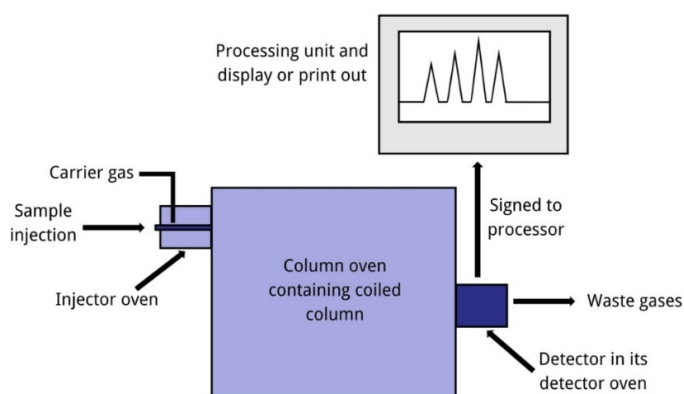 Processing unit and
display or print out
Carrier gas
Sample
injection
Injector oven
Column oven
containing coiled
column
Signed to
processor
Waste gases
Detector in its
detector oven